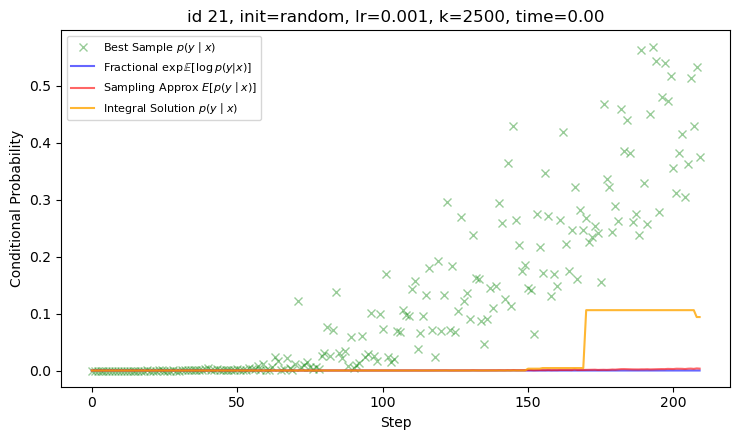 id 21, init=random, lr=0.001, k=2500, time=0.00
Best Sample p(y | x)
Fractional exp𝔼[log p(y|x)]
Sampling Approx E[p(y | x)]
Integral Solution p(y | x)
Conditional Probability
0.5
0.4
0.3
0.2
0.1
0.0
0 50 100 150 200
Step